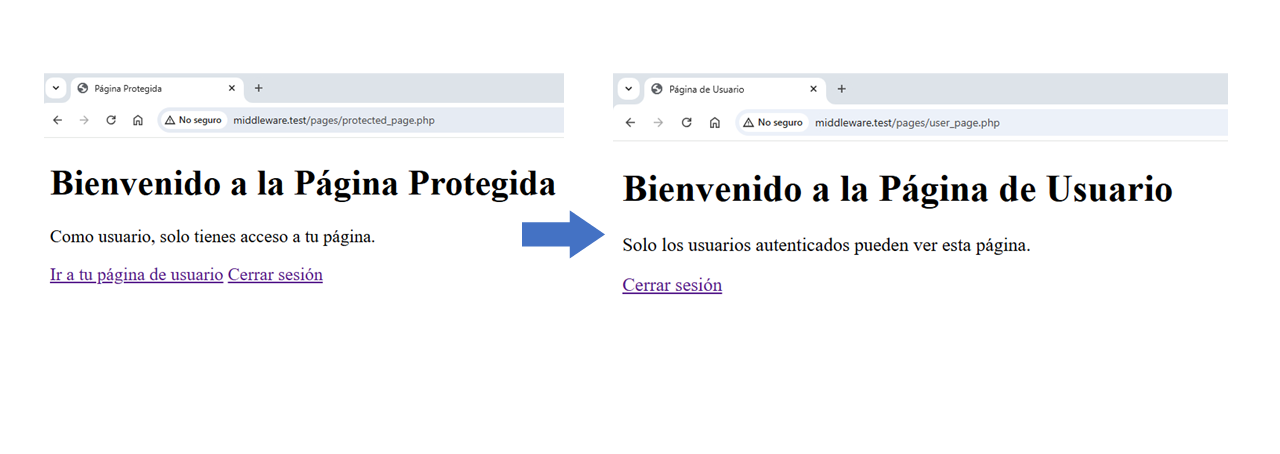 Página Protegida
No seguro middleware.test/pages/protected_page.php
Bienvenido a la Página Protegida
Como usuario, solo tienes acceso a tu página.
Ir a tu página de usuario Cerrar sesión
Página de Usuario
No seguro middleware.test/pages/user_page.php
Bienvenido a la Página de Usuario
Solo los usuarios autenticados pueden ver esta página.
Cerrar sesión